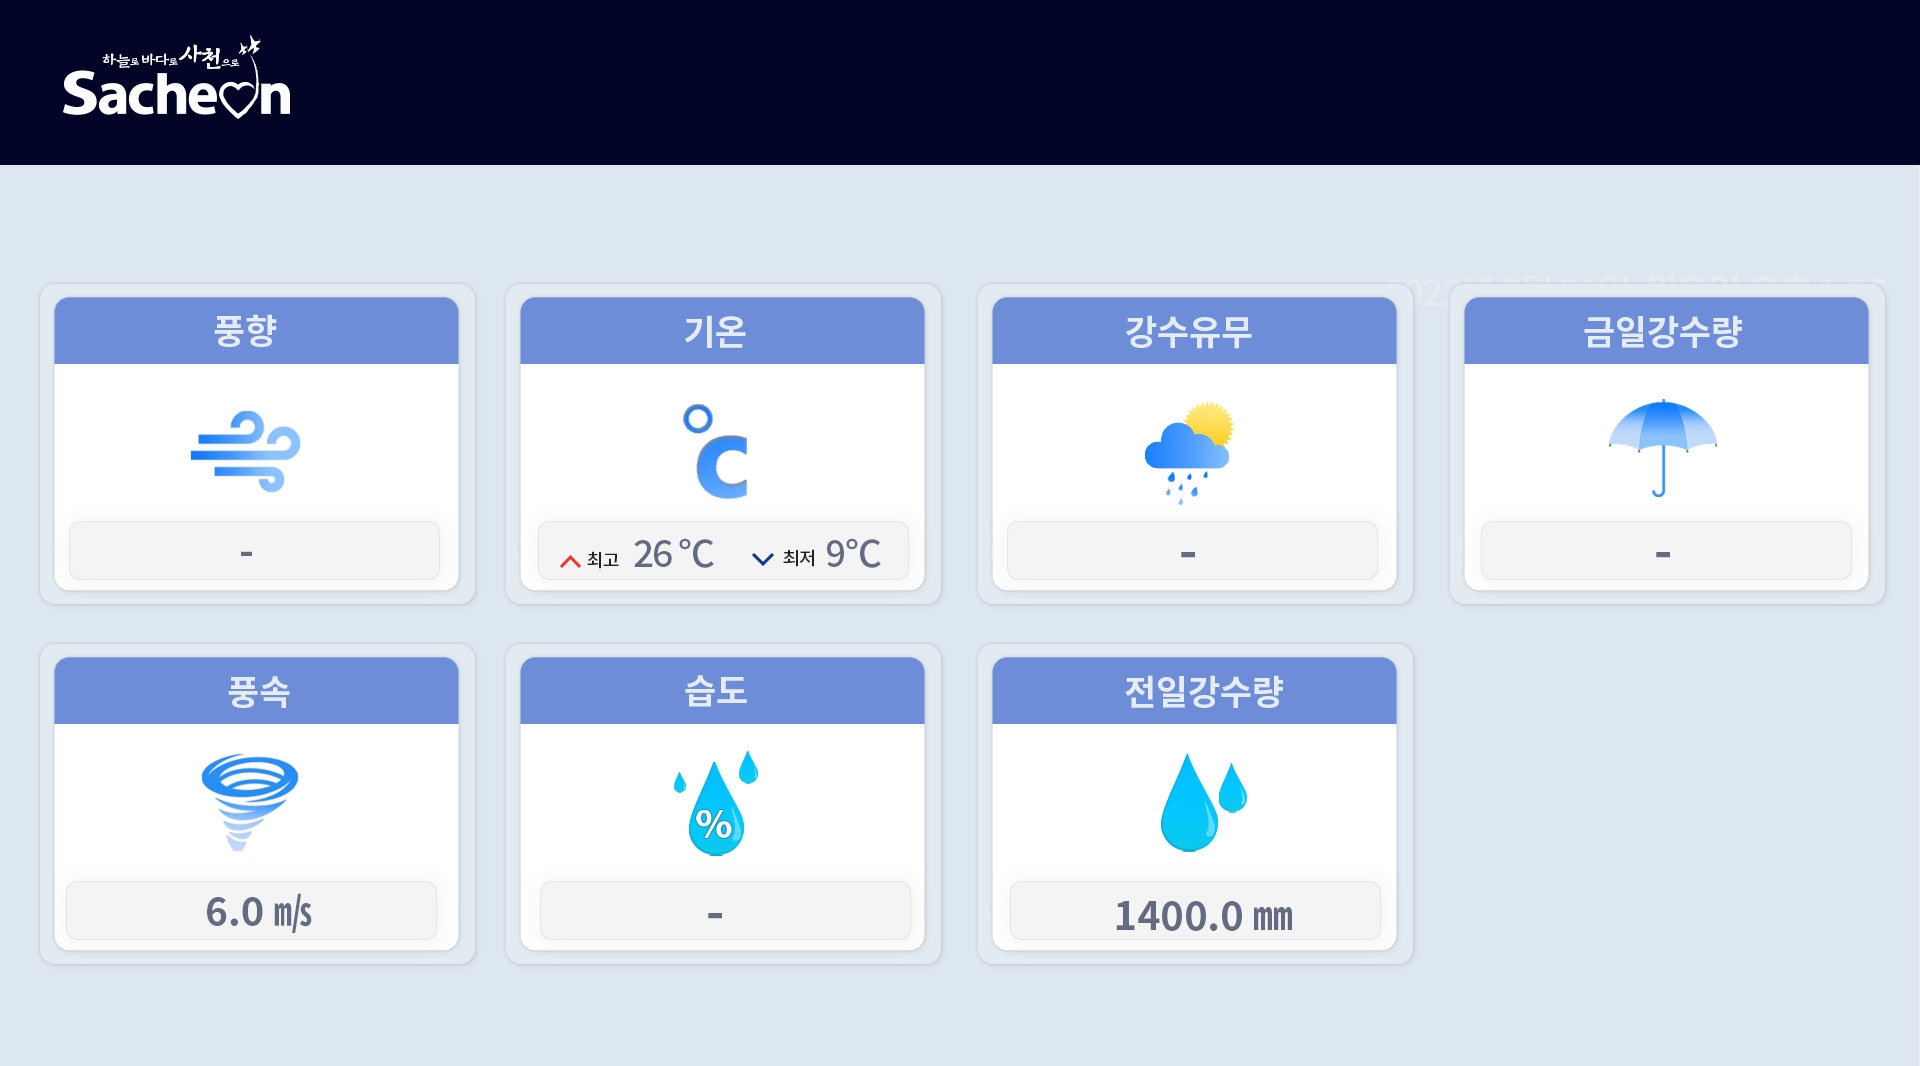 하늘로 바다로 사천으로
Sacheon
풍향
-
기온
℃
최고 26 ℃ 최저 9℃
강수유무
-
금일강수량
-
풍속
6.0 ㎧
습도
%
-
전일강수량
1400.0 ㎜